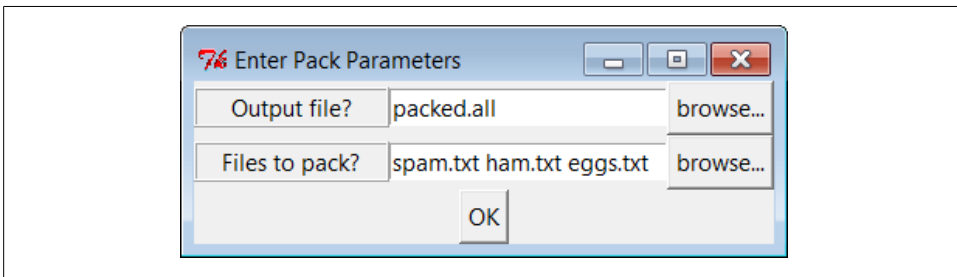 Enter Pack Parameters
Output file? packed.all browse...
Files to pack? spam.txt ham.txt eggs.txt browse...
OK